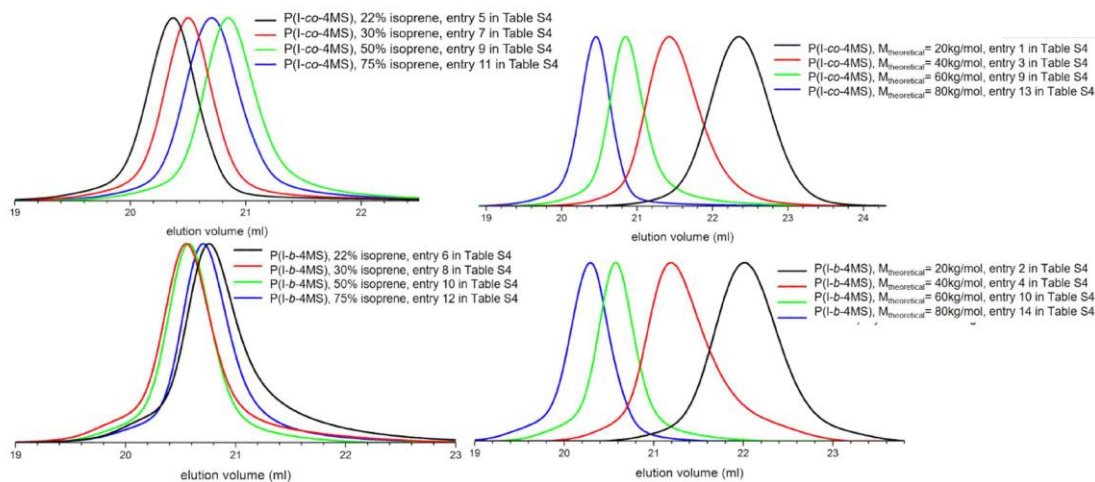 P(I-co-4MS), 22% isoprene, entry 5 in Table S4
P(I-co-4MS), 30% isoprene, entry 7 in Table S4
P(I-co-4MS), 50% isoprene, entry 9 in Table S4
P(I-co-4MS), 75% isoprene, entry 11 in Table S4
19 20 21 22
elution volume (ml)
P(I-co-4MS), Mtheoretical= 20kg/mol, entry 1 in Table S4
P(I-co-4MS), Mtheoretical= 40kg/mol, entry 3 in Table S4
P(I-co-4MS), Mtheoretical= 60kg/mol, entry 9 in Table S4
P(I-co-4MS), Mtheoretical= 80kg/mol, entry 13 in Table S4
19 20 21 22 23 24
elution volume (ml)
P(I-b-4MS), 22% isoprene, entry 6 in Table S4
P(I-b-4MS), 30% isoprene, entry 8 in Table S4
P(I-b-4MS), 50% isoprene, entry 10 in Table S4
P(I-b-4MS), 75% isoprene, entry 12 in Table S4
19 20 21 22 23
elution volume (ml)
P(I-b-4MS), Mtheoretical= 20kg/mol, entry 2 in Table S4
P(I-b-4MS), Mtheoretical= 40kg/mol, entry 4 in Table S4
P(I-b-4MS), Mtheoretical= 60kg/mol, entry 10 in Table S4
P(I-b-4MS), Mtheoretical= 80kg/mol, entry 14 in Table S4
19 20 21 22 23
elution volume (ml)